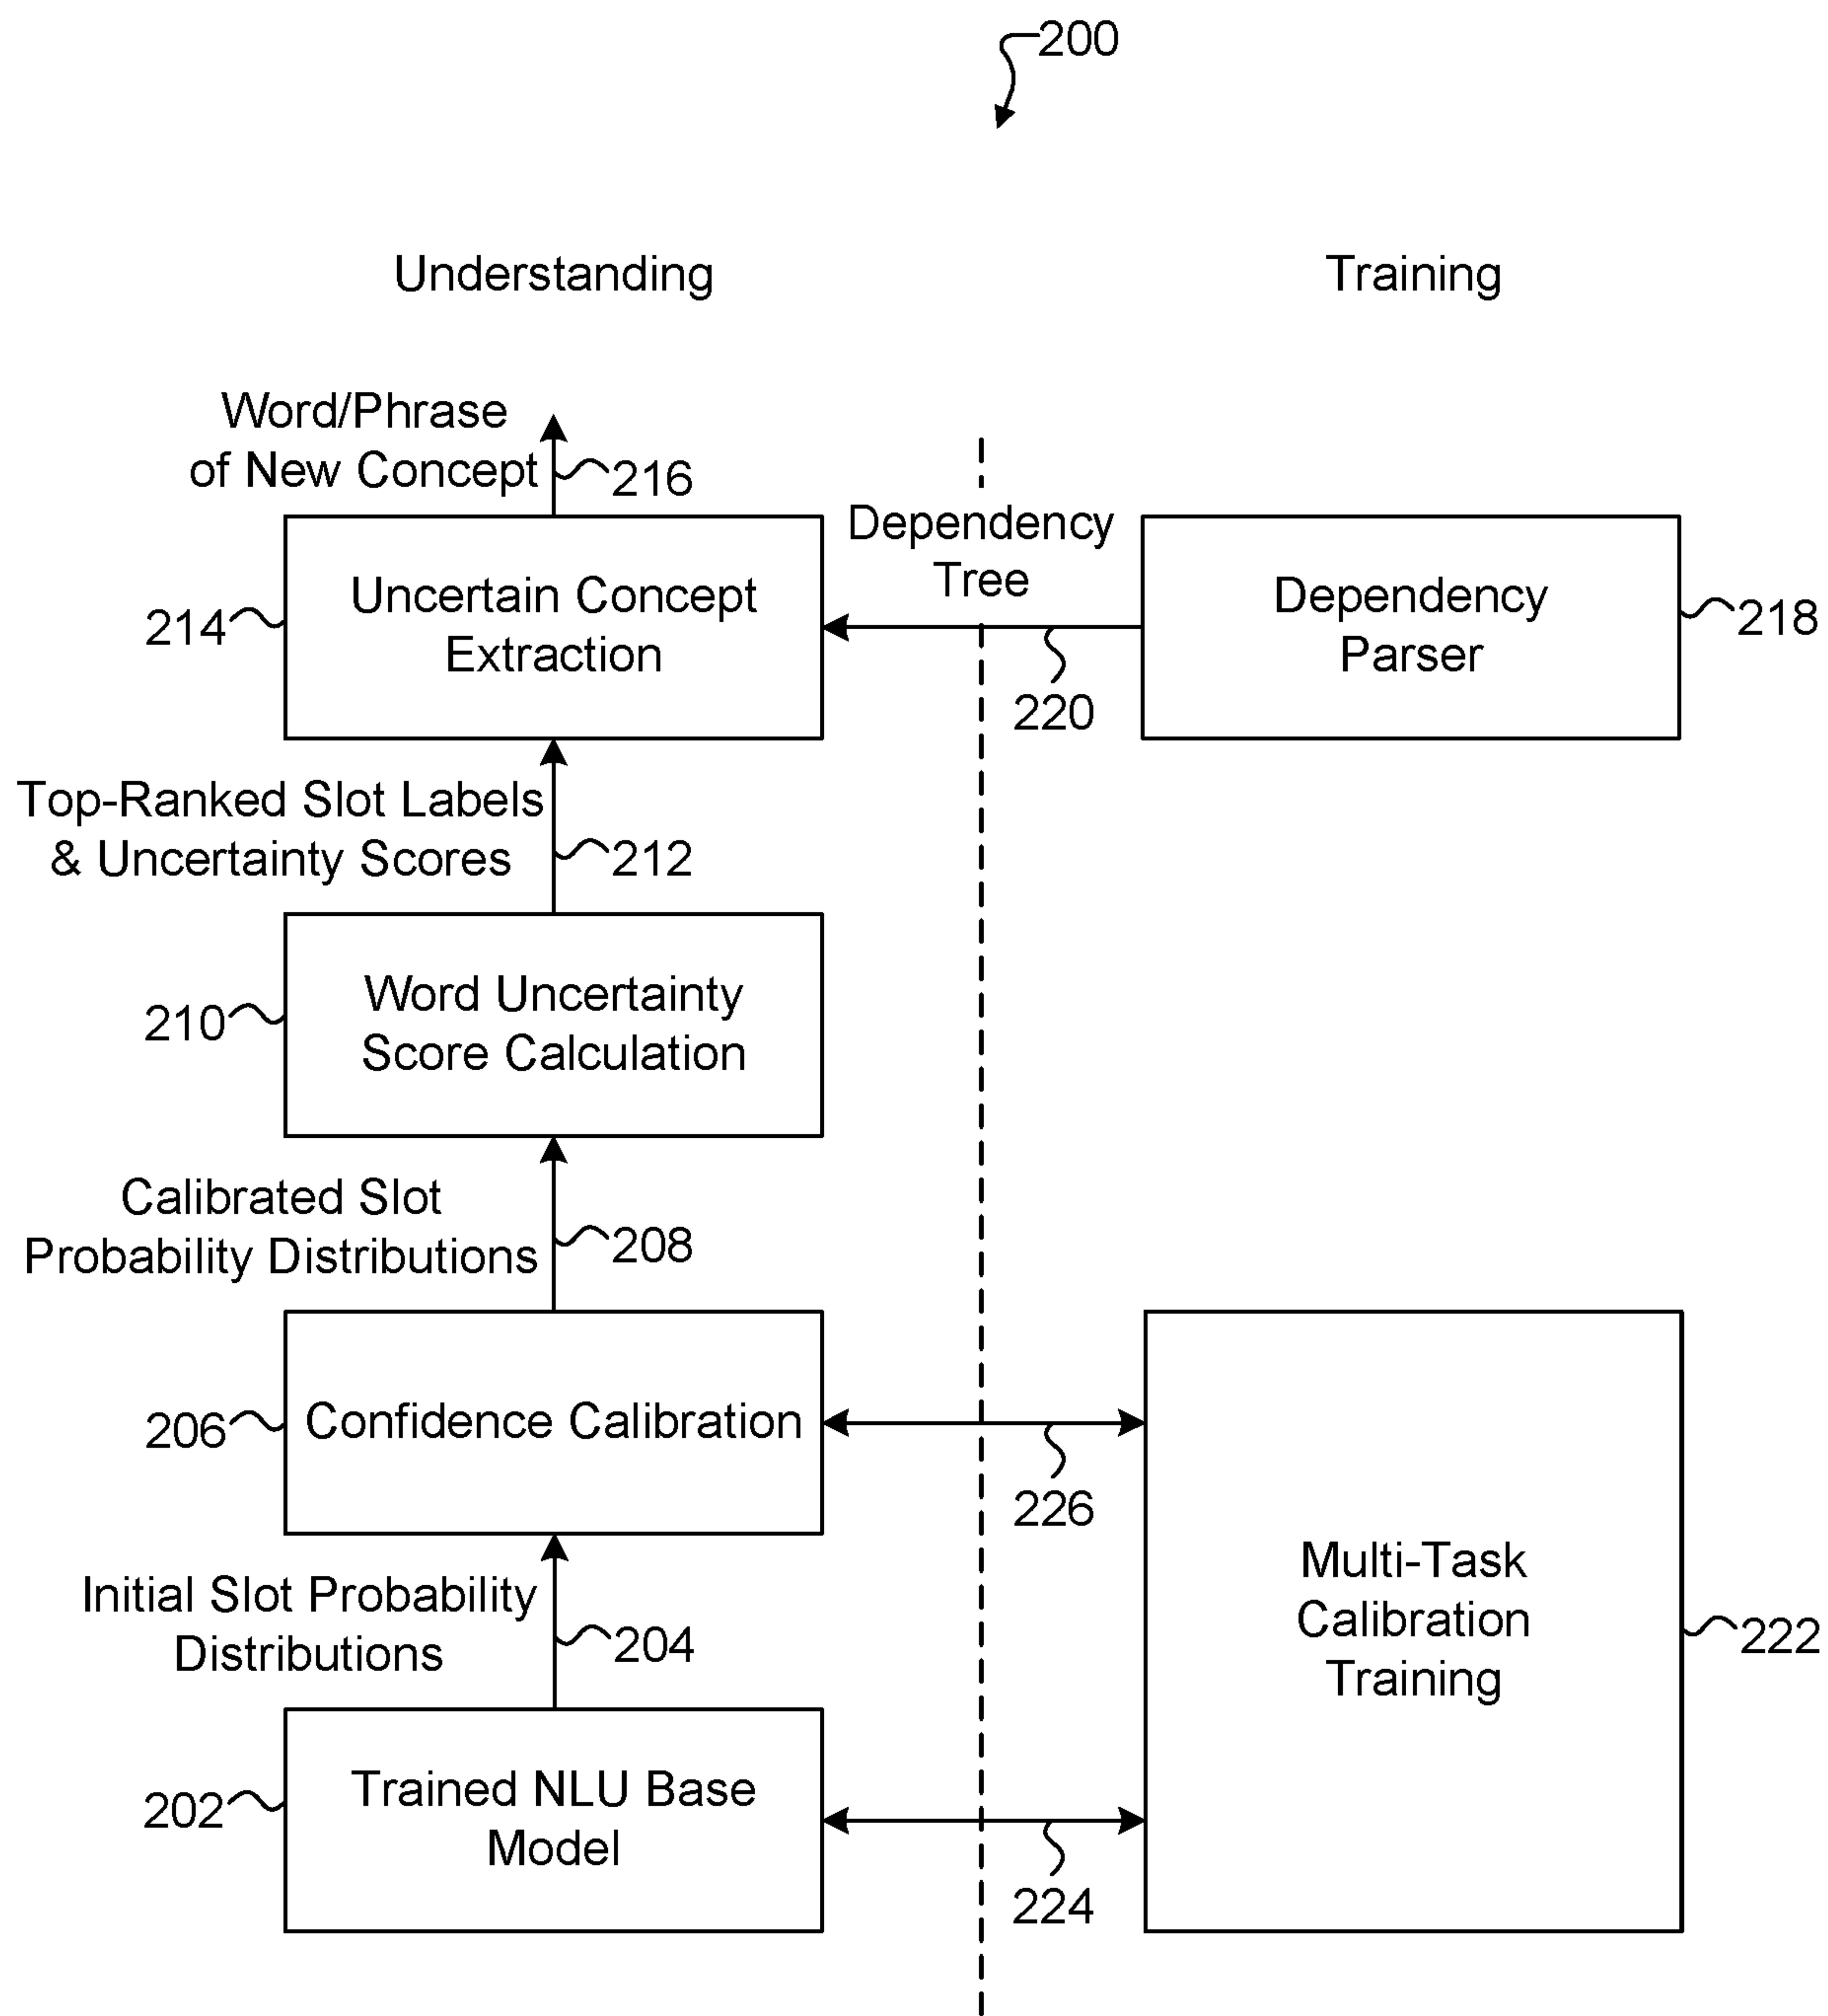 200
Understanding
Training
Word/Phrase
of New Concept
216
Dependency
Tree
Uncertain Concept
Extraction
214
Dependency
Parser
218
220
Top-Ranked Slot Labels
& Uncertainty Scores
212
Word Uncertainty
Score Calculation
210
Calibrated Slot
Probability Distributions
208
Confidence Calibration
206
226
Multi-Task
Calibration
Training
222
Initial Slot Probability
Distributions
204
Trained NLU Base
Model
202
224